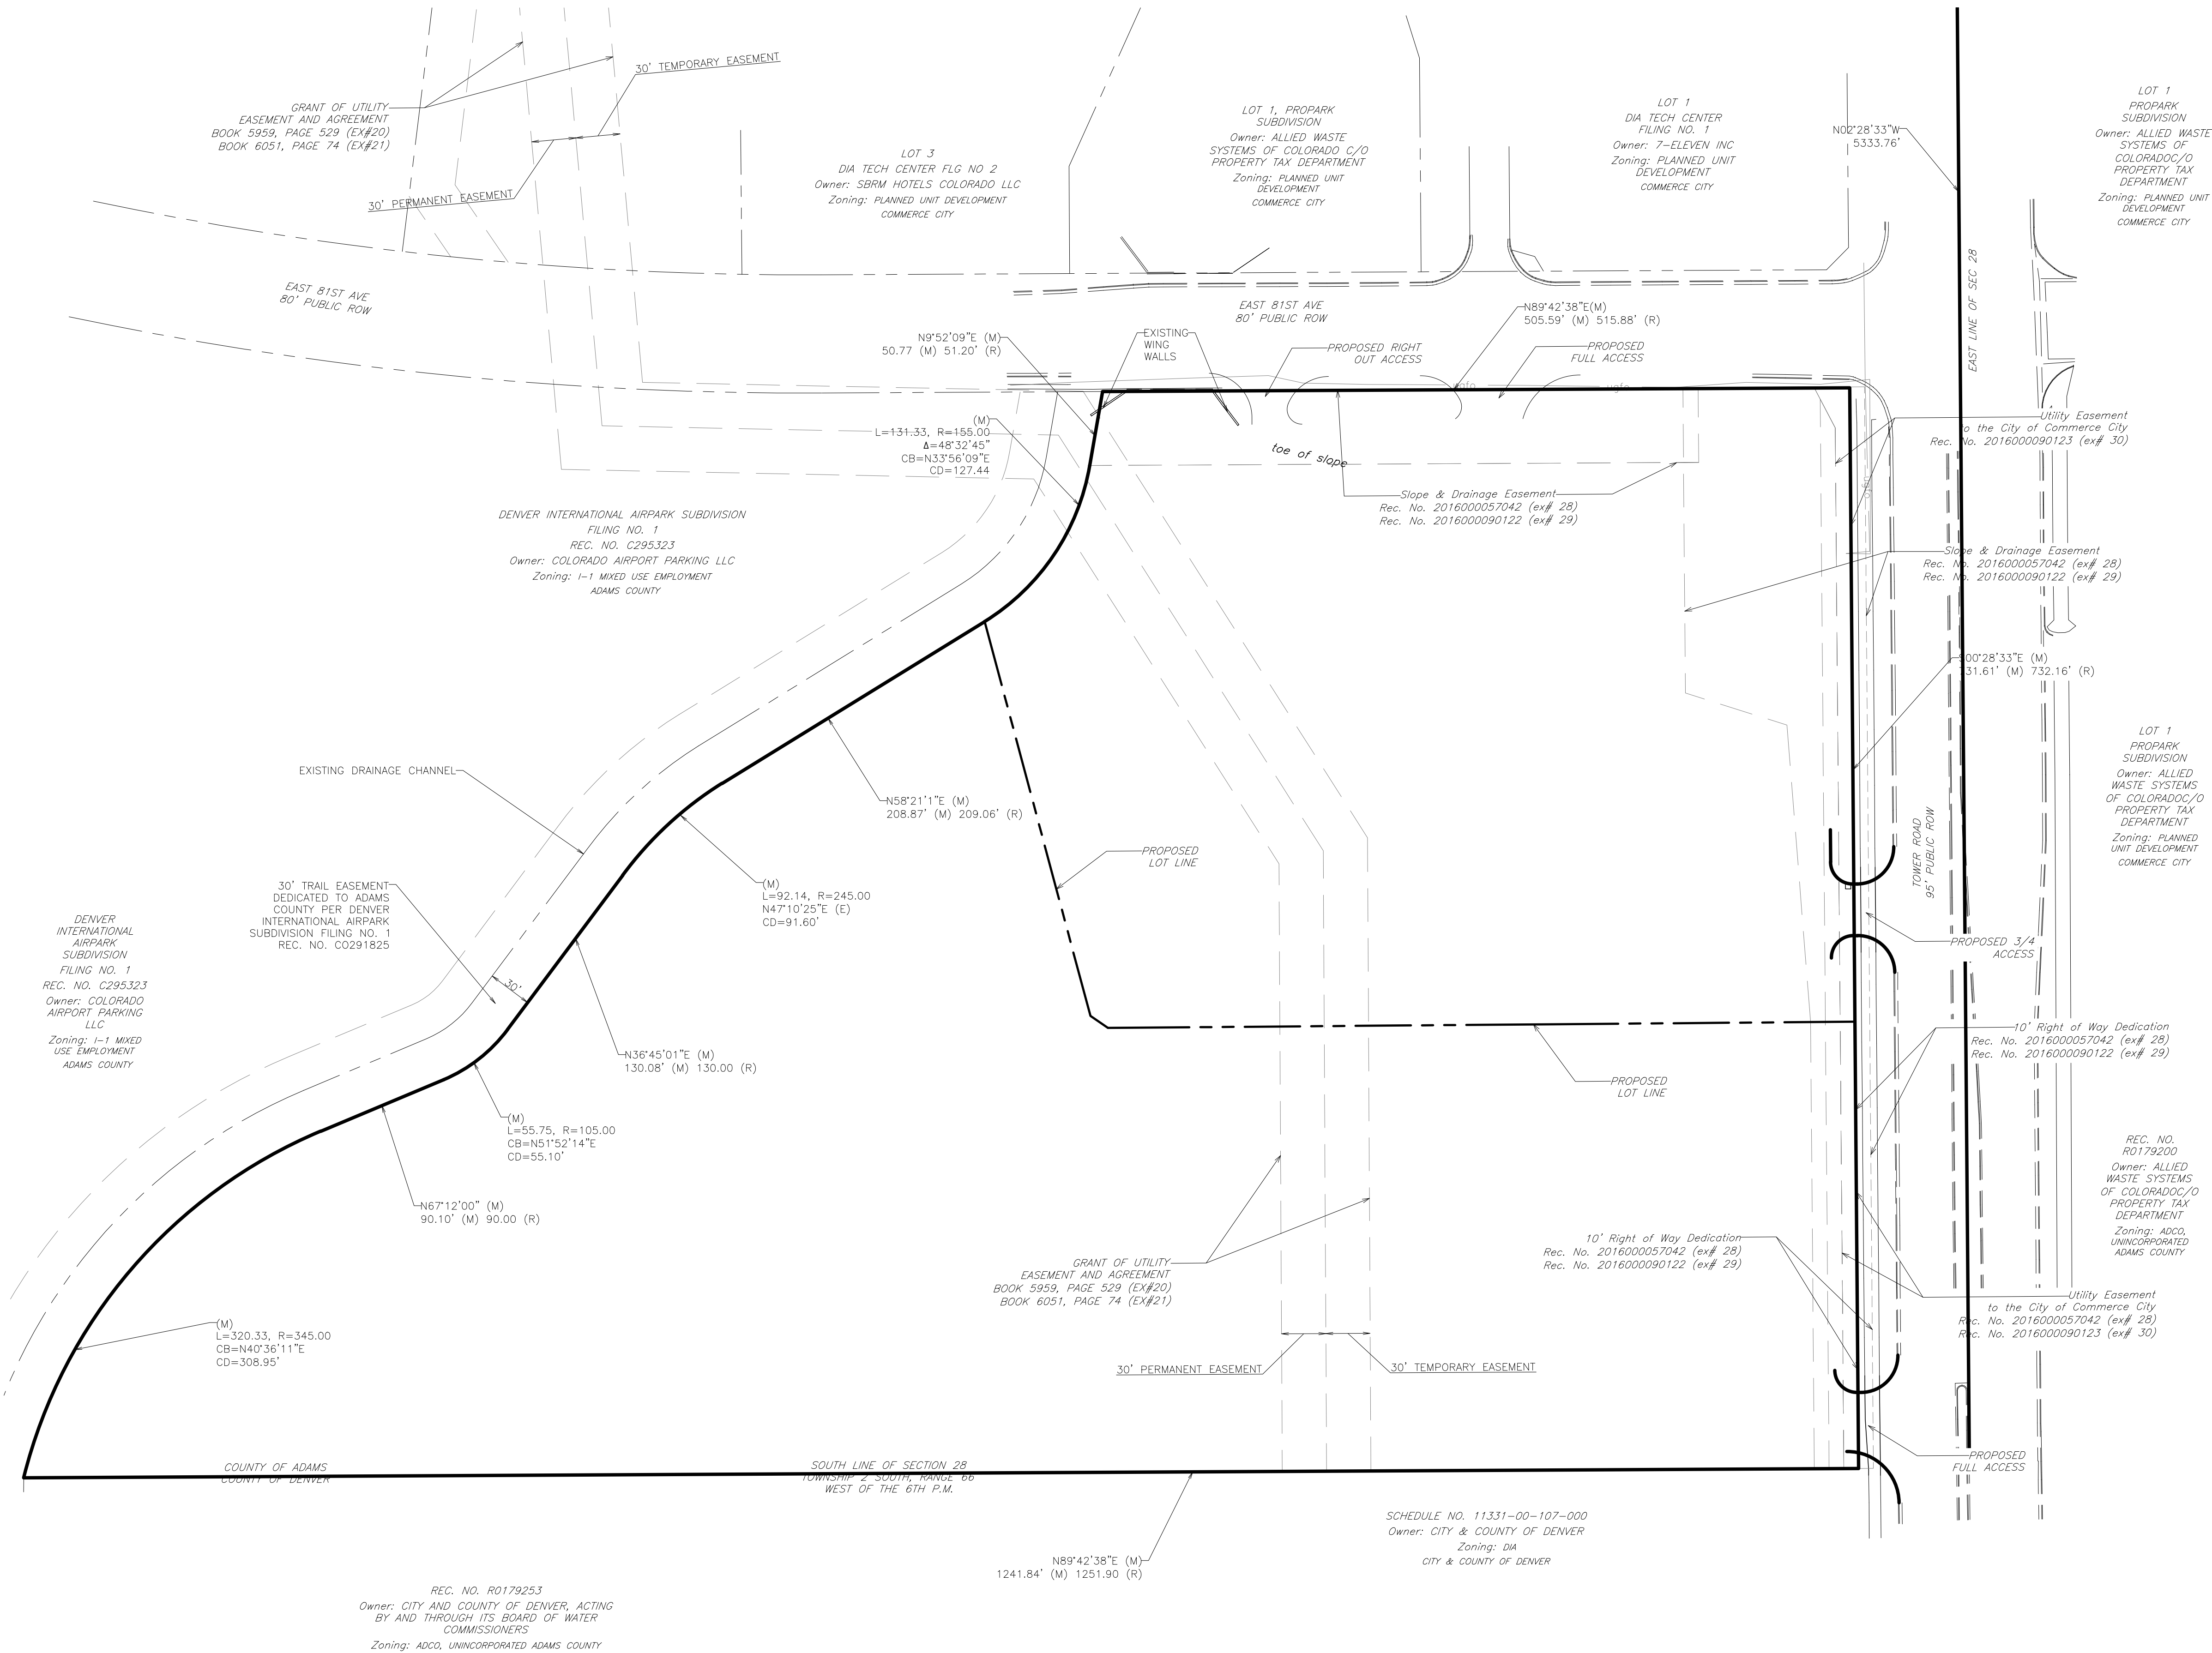 30' TEMPORARY EASEMENT
GRANT OF UTILITY
EASEMENT AND AGREEMENT
BOOK 5959, PAGE 529 (EX#20)
BOOK 6051, PAGE 74 (EX#21)
30' PERMANENT EASEMENT
LOT 3
DIA TECH CENTER FLG NO 2
Owner: SBRM HOTELS COLORADO LLC
Zoning: PLANNED UNIT DEVELOPMENT
COMMERCE CITY
LOT 1, PROPARK
SUBDIVISION
Owner: ALLIED WASTE
SYSTEMS OF COLORADO C/O
PROPERTY TAX DEPARTMENT
Zoning: PLANNED UNIT
DEVELOPMENT
COMMERCE CITY
LOT 1
DIA TECH CENTER
FILING NO. 1
Owner: 7-ELEVEN INC
Zoning: PLANNED UNIT
DEVELOPMENT
COMMERCE CITY
N02°28'33"W
5333.76'
LOT 1
PROPARK
SUBDIVISION
Owner: ALLIED WASTE
SYSTEMS OF
COLORADOC/O
PROPERTY TAX
DEPARTMENT
Zoning: PLANNED UNIT
DEVELOPMENT
COMMERCE CITY
EAST LINE OF SEC 28
EAST 81ST AVE
80' PUBLIC ROW
EAST 81ST AVE
80' PUBLIC ROW
N89°42'38"E(M)
505.59' (M) 515.88' (R)
N9°52'09"E (M)
50.77 (M) 51.20' (R)
EXISTING
WING
WALLS
PROPOSED RIGHT
OUT ACCESS
PROPOSED
FULL ACCESS
(M)
L=131.33, R=155.00
Δ=48°32'45"
CB=N33°56'09"E
CD=127.44
toe of slope
Slope & Drainage Easement
Rec. No. 2016000057042 (ex# 28)
Rec. No. 2016000090122 (ex# 29)
Utility Easement
to the City of Commerce City
Rec. No. 2016000090123 (ex# 30)
Slope & Drainage Easement
Rec. No. 2016000057042 (ex# 28)
Rec. No. 2016000090122 (ex# 29)
DENVER INTERNATIONAL AIRPARK SUBDIVISION
FILING NO. 1
REC. NO. C295323
Owner: COLORADO AIRPORT PARKING LLC
Zoning: I-1 MIXED USE EMPLOYMENT
ADAMS COUNTY
S00°28'33"E (M)
731.61' (M) 732.16' (R)
LOT 1
PROPARK
SUBDIVISION
Owner: ALLIED
WASTE SYSTEMS
OF COLORADOC/O
PROPERTY TAX
DEPARTMENT
Zoning: PLANNED
UNIT DEVELOPMENT
COMMERCE CITY
EXISTING DRAINAGE CHANNEL
N58°21'1"E (M)
208.87' (M) 209.06' (R)
PROPOSED
LOT LINE
TOWER ROAD
95' PUBLIC ROW
30' TRAIL EASEMENT
DEDICATED TO ADAMS
COUNTY PER DENVER
INTERNATIONAL AIRPARK
SUBDIVISION FILING NO. 1
REC. NO. CO291825
(M)
L=92.14, R=245.00
N47°10'25"E (E)
CD=91.60'
DENVER
INTERNATIONAL
AIRPARK
SUBDIVISION
FILING NO. 1
REC. NO. C295323
Owner: COLORADO
AIRPORT PARKING
LLC
Zoning: I-1 MIXED
USE EMPLOYMENT
ADAMS COUNTY
30'
PROPOSED 3/4
ACCESS
N36°45'01"E (M)
130.08' (M) 130.00 (R)
10' Right of Way Dedication
Rec. No. 2016000057042 (ex# 28)
Rec. No. 2016000090122 (ex# 29)
PROPOSED
LOT LINE
(M)
L=55.75, R=105.00
CB=N51°52'14"E
CD=55.10'
REC. NO.
R0179200
Owner: ALLIED
WASTE SYSTEMS
OF COLORADOC/O
PROPERTY TAX
DEPARTMENT
Zoning: ADCO,
UNINCORPORATED
ADAMS COUNTY
N67°12'00" (M)
90.10' (M) 90.00 (R)
GRANT OF UTILITY
EASEMENT AND AGREEMENT
BOOK 5959, PAGE 529 (EX#20)
BOOK 6051, PAGE 74 (EX#21)
10' Right of Way Dedication
Rec. No. 2016000057042 (ex# 28)
Rec. No. 2016000090122 (ex# 29)
Utility Easement
to the City of Commerce City
Rec. No. 2016000057042 (ex# 28)
Rec. No. 2016000090123 (ex# 30)
(M)
L=320.33, R=345.00
CB=N40°36'11"E
CD=308.95'
30' PERMANENT EASEMENT
30' TEMPORARY EASEMENT
PROPOSED
FULL ACCESS
COUNTY OF ADAMS
COUNTY OF DENVER
SOUTH LINE OF SECTION 28
TOWNSHIP 2 SOUTH, RANGE 66
WEST OF THE 6TH P.M.
SCHEDULE NO. 11331-00-107-000
Owner: CITY & COUNTY OF DENVER
Zoning: DIA
CITY & COUNTY OF DENVER
N89°42'38"E (M)
1241.84' (M) 1251.90 (R)
REC. NO. R0179253
Owner: CITY AND COUNTY OF DENVER, ACTING
BY AND THROUGH ITS BOARD OF WATER
COMMISSIONERS
Zoning: ADCO, UNINCORPORATED ADAMS COUNTY